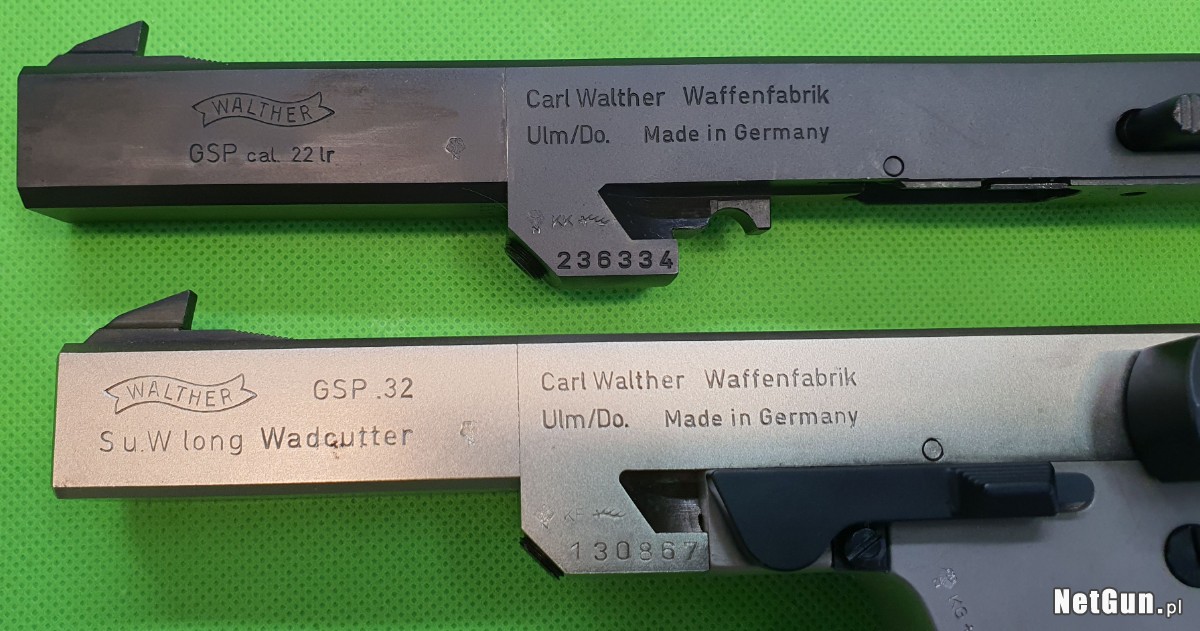 WALTHER
GSP cal. 22 lr
Carl Walther Waffenfabrik
Ulm/Do. Made in Germany
KK
236334
WALTHER GSP .32
S u.W long Wadcutter
Carl Walther Waffenfabrik
Ulm/Do. Made in Germany
130867
KG
NetGun.pl